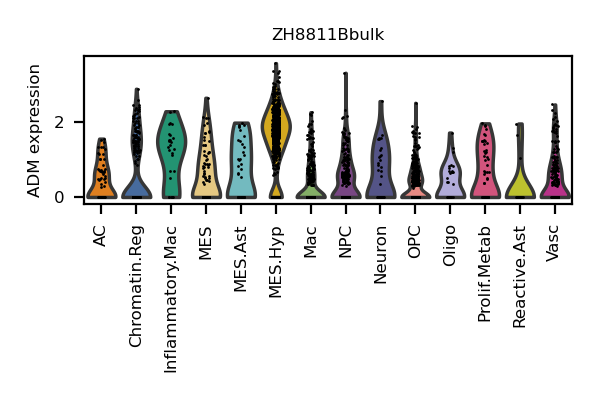 ZH8811Bbulk
ADM expression
2
0
AC
Chromatin.Reg
Inflammatory.Mac
MES
MES.Ast
MES.Hyp
Mac
NPC
Neuron
OPC
Oligo
Prolif.Metab
Reactive.Ast
Vasc